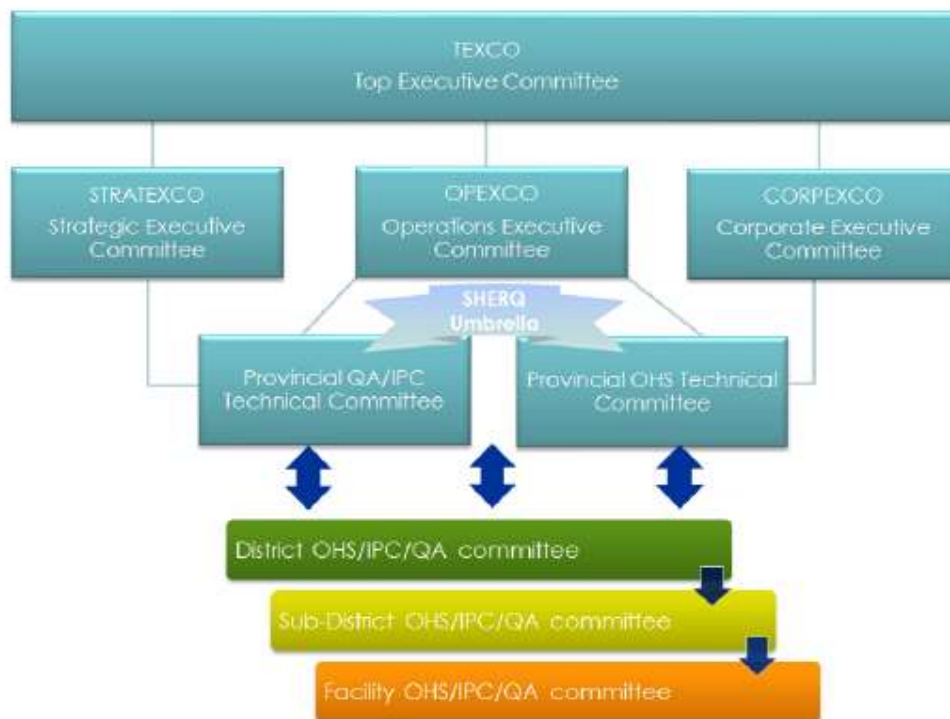 TEXCO
Top Executive Committee
STRATEXCO
Strategic Executive
Committee
OPEXCO
Operations Executive
Committee
CORPEXCO
Corporate Executive
Committee
SHERQ
Umbrella
Provincial QA/IPC
Technical Committee
Provincial OHS Technical
Committee
District OHS/IPC/QA committee
Sub-District OHS/IPC/QA committee
Facility OHS/IPC/QA committee